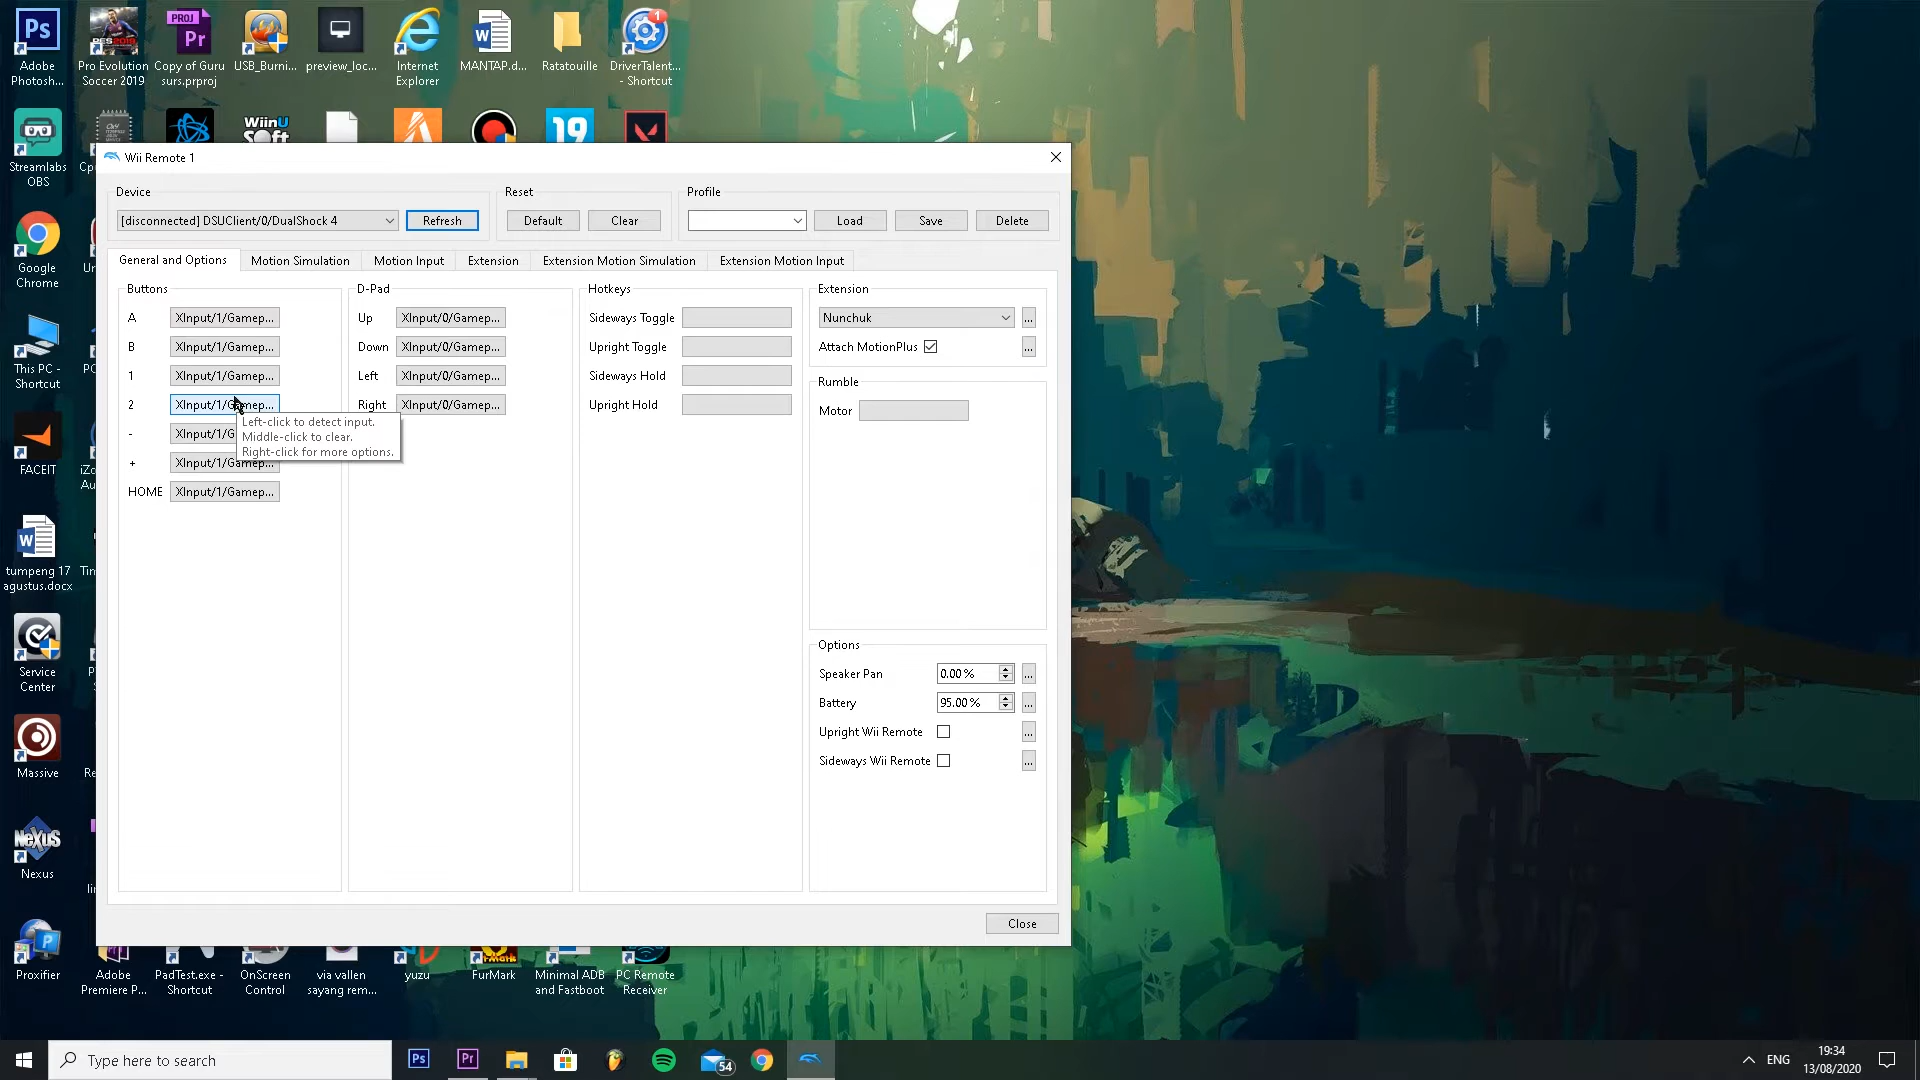 Adobe Photosh...
Pro Evolution Soccer 2019
Copy of Guru surs.prproj
USB_Burni...
preview_loc...
Internet Explorer
MANTAP.d...
Ratatouille
DriverTalent... - Shortcut
Streamlabs OBS
WiinU Soft
19
Wii Remote 1
Device
[disconnected] DSUClient/0/DualShock 4
Refresh
Reset
Default
Clear
Profile
Load
Save
Delete
General and Options
Motion Simulation
Motion Input
Extension
Extension Motion Simulation
Extension Motion Input
Buttons
A XInput/1/Gamep...
B XInput/1/Gamep...
1 XInput/1/Gamep...
2 XInput/1/Gamep...
- XInput/1/G
+ XInput/1/Gamep...
HOME XInput/1/Gamep...
Left-click to detect input.
Middle-click to clear.
Right-click for more options.
D-Pad
Up XInput/0/Gamep...
Down XInput/0/Gamep...
Left XInput/0/Gamep...
Right XInput/0/Gamep...
Hotkeys
Sideways Toggle
Upright Toggle
Sideways Hold
Upright Hold
Extension
Nunchuk ...
Attach MotionPlus ...
Rumble
Motor
Options
Speaker Pan 0.00 % ...
Battery 95.00 % ...
Upright Wii Remote ...
Sideways Wii Remote ...
Close
Google Chrome
This PC - Shortcut
FACEIT
tumpeng 17 agustus.docx
Service Center
Massive
Nexus
Proxifier
Adobe Premiere P...
PadTest.exe - Shortcut
OnScreen Control
via vallen sayang rem...
yuzu
FurMark
Minimal ADB and Fastboot
PC Remote Receiver
Type here to search
54
ENG
19:34
13/08/2020